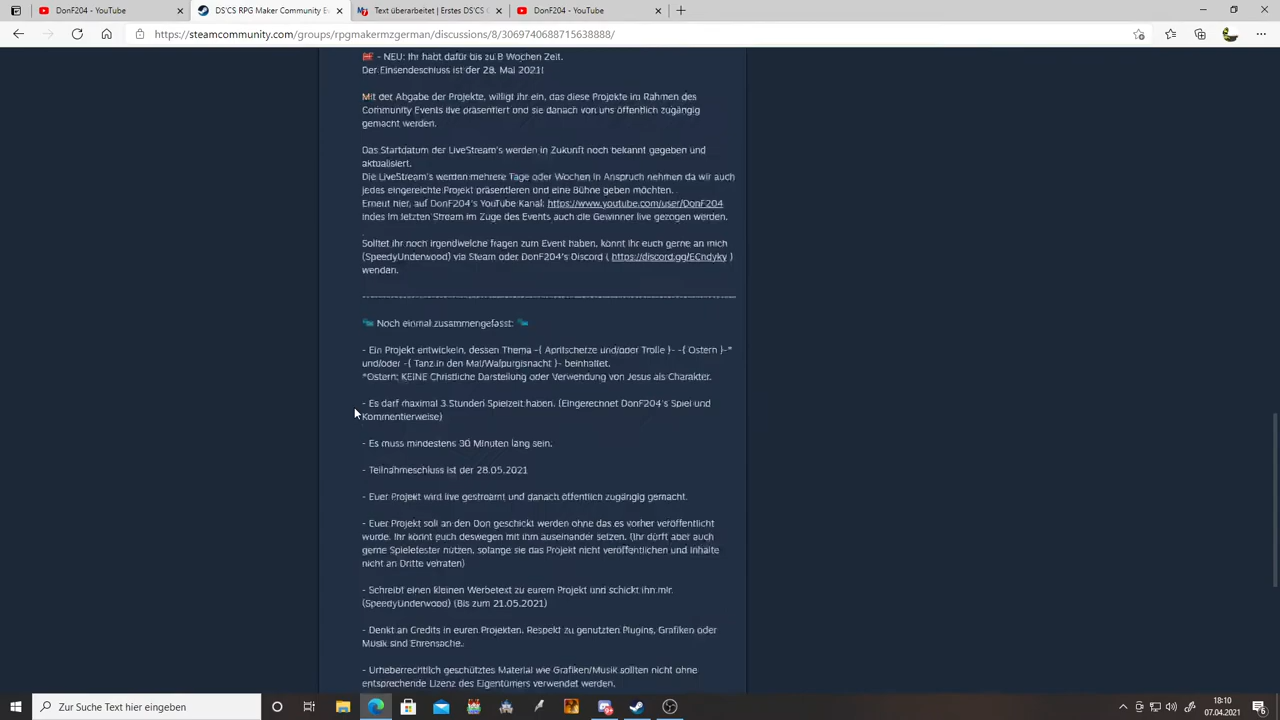 DonF204 - YouTube
DS'CS RPG Maker Community Ev
Text überarbeitet | Erstes DS'CS C
DonF204 - YouTube
https://steamcommunity.com/groups/rpgmakermzgerman/discussions/8/3069740688715638888/
- NEU: Ihr habt dafür bis zu 8 Wochen Zeit.
Der Einsendeschluss ist der 28. Mai 2021!
Mit der Abgabe der Projekte, willigt ihr ein, das diese Projekte im Rahmen des
Community Events live präsentiert und sie danach von uns öffentlich zugängig
gemacht werden.
Das Startdatum der LiveStream's werden in Zukunft noch bekannt gegeben und
aktualisiert.
Die LiveStream's werden mehrere Tage oder Wochen in Anspruch nehmen da wir auch
jedes eingereichte Projekt präsentieren und eine Bühne geben möchten.
Erneut hier, auf DonF204's YouTube Kanal: https://www.youtube.com/user/DonF204
Indes im letzten Stream im Zuge des Events auch die Gewinner live gezogen werden.
.
Solltet ihr noch irgendwelche fragen zum Event haben, könnt ihr euch gerne an mich
(SpeedyUnderwood) via Steam oder DonF204's Discord ( https://discord.gg/ECndyky )
wenden.
Noch einmal zusammengefasst:
- Ein Projekt entwickeln, dessen Thema -{ Aprilscherze und/oder Trolle }- -{ Ostern }-*
und/oder -{ Tanz in den Mai/Walpurgisnacht }- beinhaltet.
*Ostern: KEINE Christliche Darstellung oder Verwendung von Jesus als Charakter.
- Es darf maximal 3 Stunden Spielzeit haben. (Eingerechnet DonF204's Spiel und
Kommentierweise)
- Es muss mindestens 30 Minuten lang sein.
- Teilnahmeschluss ist der 28.05.2021
- Euer Projekt wird live gestreamt und danach öffentlich zugängig gemacht.
- Euer Projekt soll an den Don geschickt werden ohne das es vorher veröffentlicht
wurde. Ihr könnt euch deswegen mit ihm auseinander setzen. (Ihr dürft aber auch
gerne Spieletester nutzen, solange sie das Projekt nicht veröffentlichen und Inhalte
nicht an Dritte verraten)
- Schreibt einen kleinen Werbetext zu eurem Projekt und schickt ihn mir.
(SpeedyUnderwood) (Bis zum 21.05.2021)
- Denkt an Credits in euren Projekten. Respekt zu genutzten Plugins, Grafiken oder
Musik sind Ehrensache.
- Urheberrechtlich geschütztes Material wie Grafiken/Musik sollten nicht ohne
entsprechende Lizenz des Eigentümers verwendet werden.
Zur Suche Text hier eingeben
18:10
07.04.2021